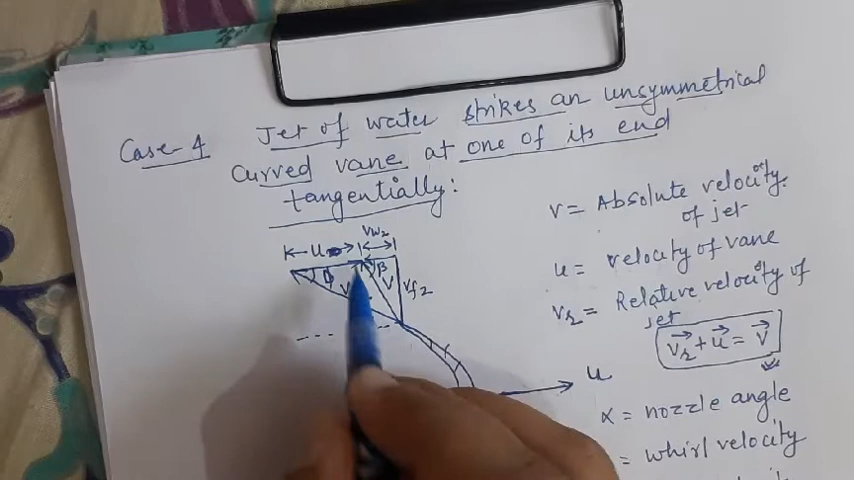 Case-4 Jet of water strikes an unsymmetrical
curved vane at one of its end
tangentially:
V = Absolute velocity
of jet
u = velocity of vane
Vr = Relative velocity of
jet
Vr + u = V
α = nozzle angle
= whirl velocity
u
Vw2
β
Vf2
u